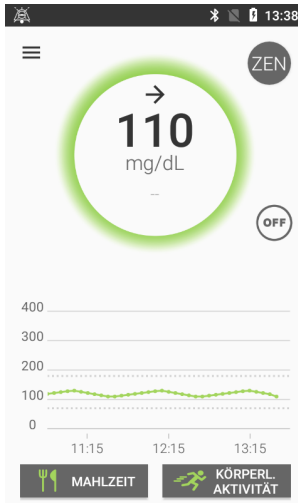 13:38
ZEN
110
mg/dL
--
OFF
400
300
200
100
0
11:15 12:15 13:15
MAHLZEIT
KÖRPERL.
AKTIVITÄT